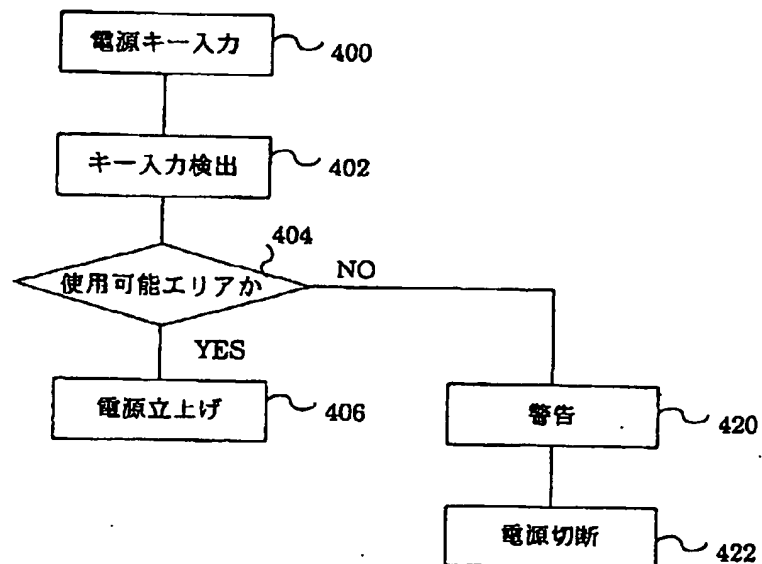 電源キー入力
400
キー入力検出
402
404
使用可能エリアか
NO
YES
電源立上げ
406
警告
420
電源切断
422